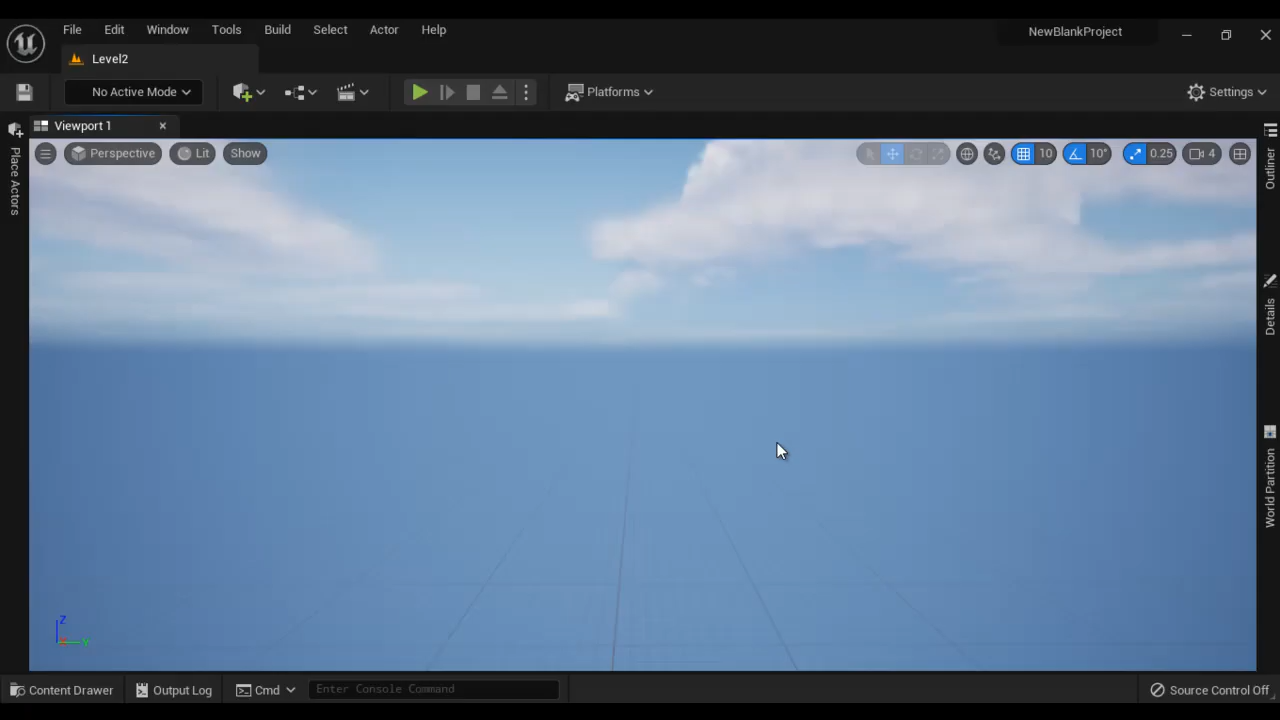 File Edit Window Tools Build Select Actor Help NewBlankProject
Level2
No Active Mode Platforms Settings
Viewport 1
Perspective Lit Show 10 10° 0.25 4
Place Actors
Outliner
Details
World Partition
Z
Y
Content Drawer Output Log Cmd Enter Console Command Source Control Off